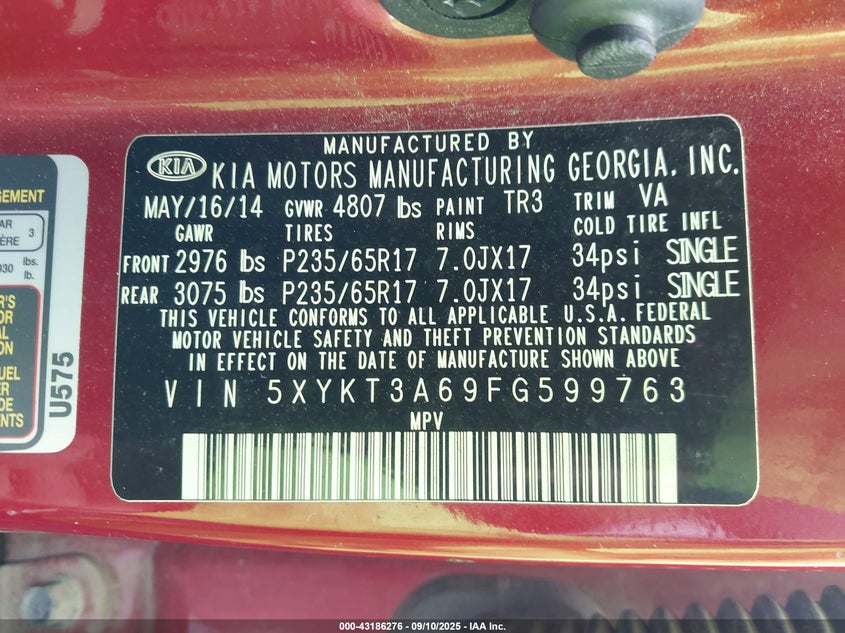 MANUFACTURED BY
KIA KIA MOTORS MANUFACTURING GEORGIA, INC.
MAY/16/14 GVWR 4807 lbs PAINT TR3 TRIM VA
GAWR TIRES RIMS COLD TIRE INFL
FRONT 2976 lbs P235/65R17 7.0JX17 34psi SINGLE
REAR 3075 lbs P235/65R17 7.0JX17 34psi SINGLE
THIS VEHICLE CONFORMS TO ALL APPLICABLE U.S.A. FEDERAL
MOTOR VEHICLE SAFETY AND THEFT PREVENTION STANDARDS
IN EFFECT ON THE DATE OF MANUFACTURE SHOWN ABOVE
VIN 5XYKT3A69FG599763
MPV
3
lbs.
lb.
U575
000-43186276 - 09/10/2025 - IAA Inc.